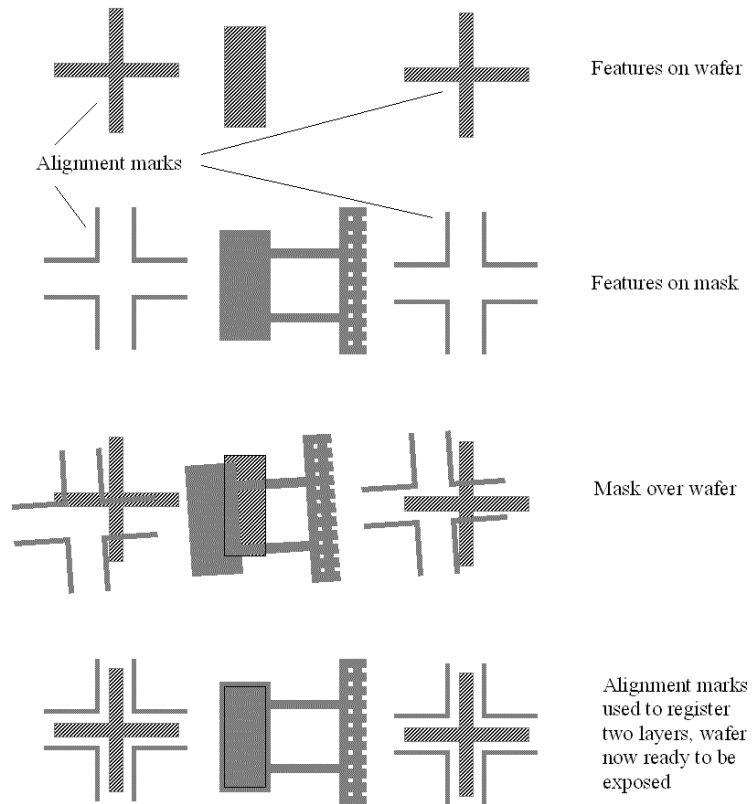 Features on wafer
Alignment marks
Features on mask
Mask over wafer
Alignment marks
used to register
two layers, wafer
now ready to be
exposed